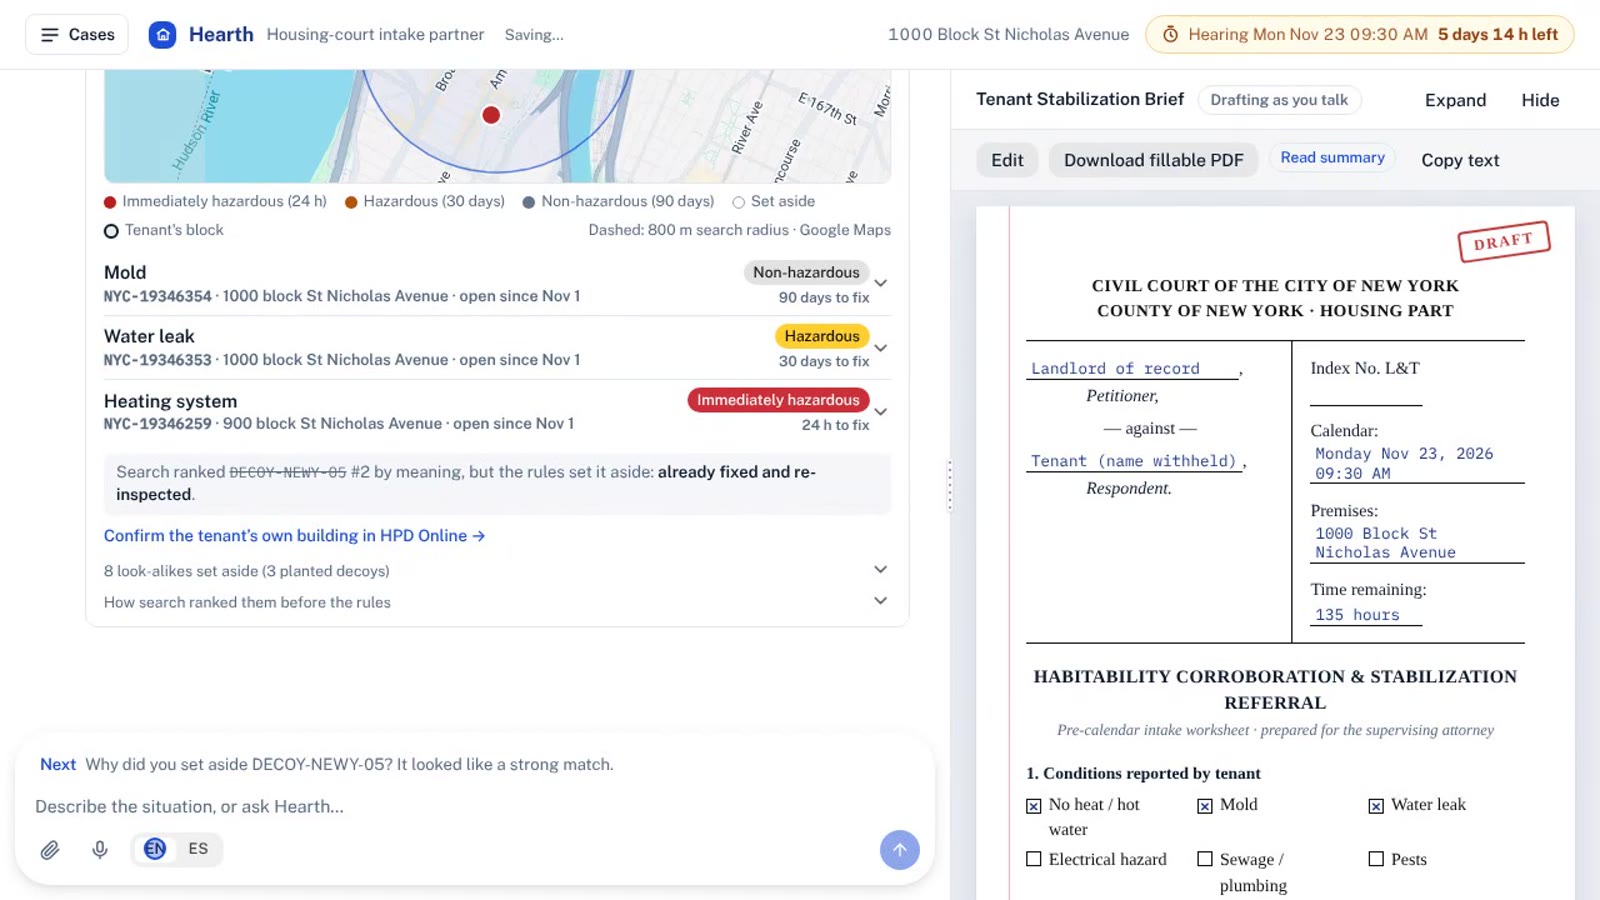 Cases
Hearth
Housing-court intake partner
Saving...
1000 Block St Nicholas Avenue
Hearing Mon Nov 23 09:30 AM 5 days 14 h left
Hudson River
Am
River Ave
E 167th St
ve
Immediately hazardous (24 h)
Hazardous (30 days)
Non-hazardous (90 days)
Set aside
Tenant's block
Dashed: 800 m search radius · Google Maps
Mold
Non-hazardous
NYC-19346354 · 1000 block St Nicholas Avenue · open since Nov 1
90 days to fix
Water leak
Hazardous
NYC-19346353 · 1000 block St Nicholas Avenue · open since Nov 1
30 days to fix
Heating system
Immediately hazardous
NYC-19346259 · 900 block St Nicholas Avenue · open since Nov 1
24 h to fix
Search ranked DECOY-NEWY-05 #2 by meaning, but the rules set it aside: already fixed and re-
inspected.
Confirm the tenant's own building in HPD Online →
8 look-alikes set aside (3 planted decoys)
How search ranked them before the rules
Next Why did you set aside DECOY-NEWY-05? It looked like a strong match.
Describe the situation, or ask Hearth...
EN ES
Tenant Stabilization Brief
Drafting as you talk
Expand
Hide
Edit
Download fillable PDF
Read summary
Copy text
DRAFT
CIVIL COURT OF THE CITY OF NEW YORK
COUNTY OF NEW YORK · HOUSING PART
Landlord of record ,
Petitioner,
— against —
Tenant (name withheld) ,
Respondent.
Index No. L&T
Calendar:
Monday Nov 23, 2026
09:30 AM
Premises:
1000 Block St
Nicholas Avenue
Time remaining:
135 hours
HABITABILITY CORROBORATION & STABILIZATION
REFERRAL
Pre-calendar intake worksheet · prepared for the supervising attorney
1. Conditions reported by tenant
No heat / hot
water
Mold
Water leak
Electrical hazard
Sewage /
plumbing
Pests